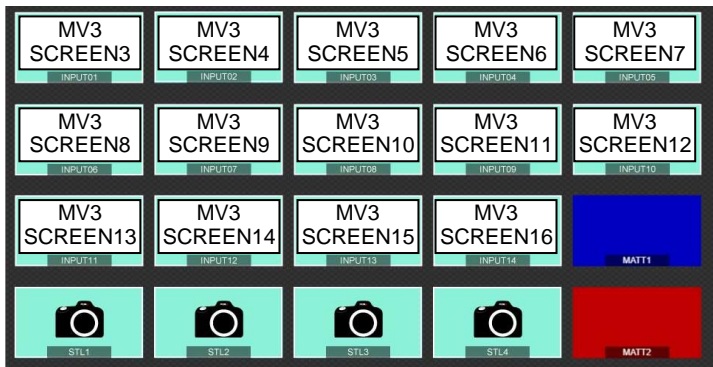 MV3 MV3 MV3 MV3 MV3
SCREEN3 SCREEN4 SCREEN5 SCREEN6 SCREEN7
INPUT01 INPUT02 INPUT03 INPUT04 INPUT05
MV3 MV3 MV3 MV3 MV3
SCREEN8 SCREEN9 SCREEN10 SCREEN11 SCREEN12
INPUT06 INPUT07 INPUT08 INPUT09 INPUT10
MV3 MV3 MV3 MV3
SCREEN13 SCREEN14 SCREEN15 SCREEN16
INPUT11 INPUT12 INPUT13 INPUT14 MATT1
STL1 STL2 STL3 STL4 MATT2